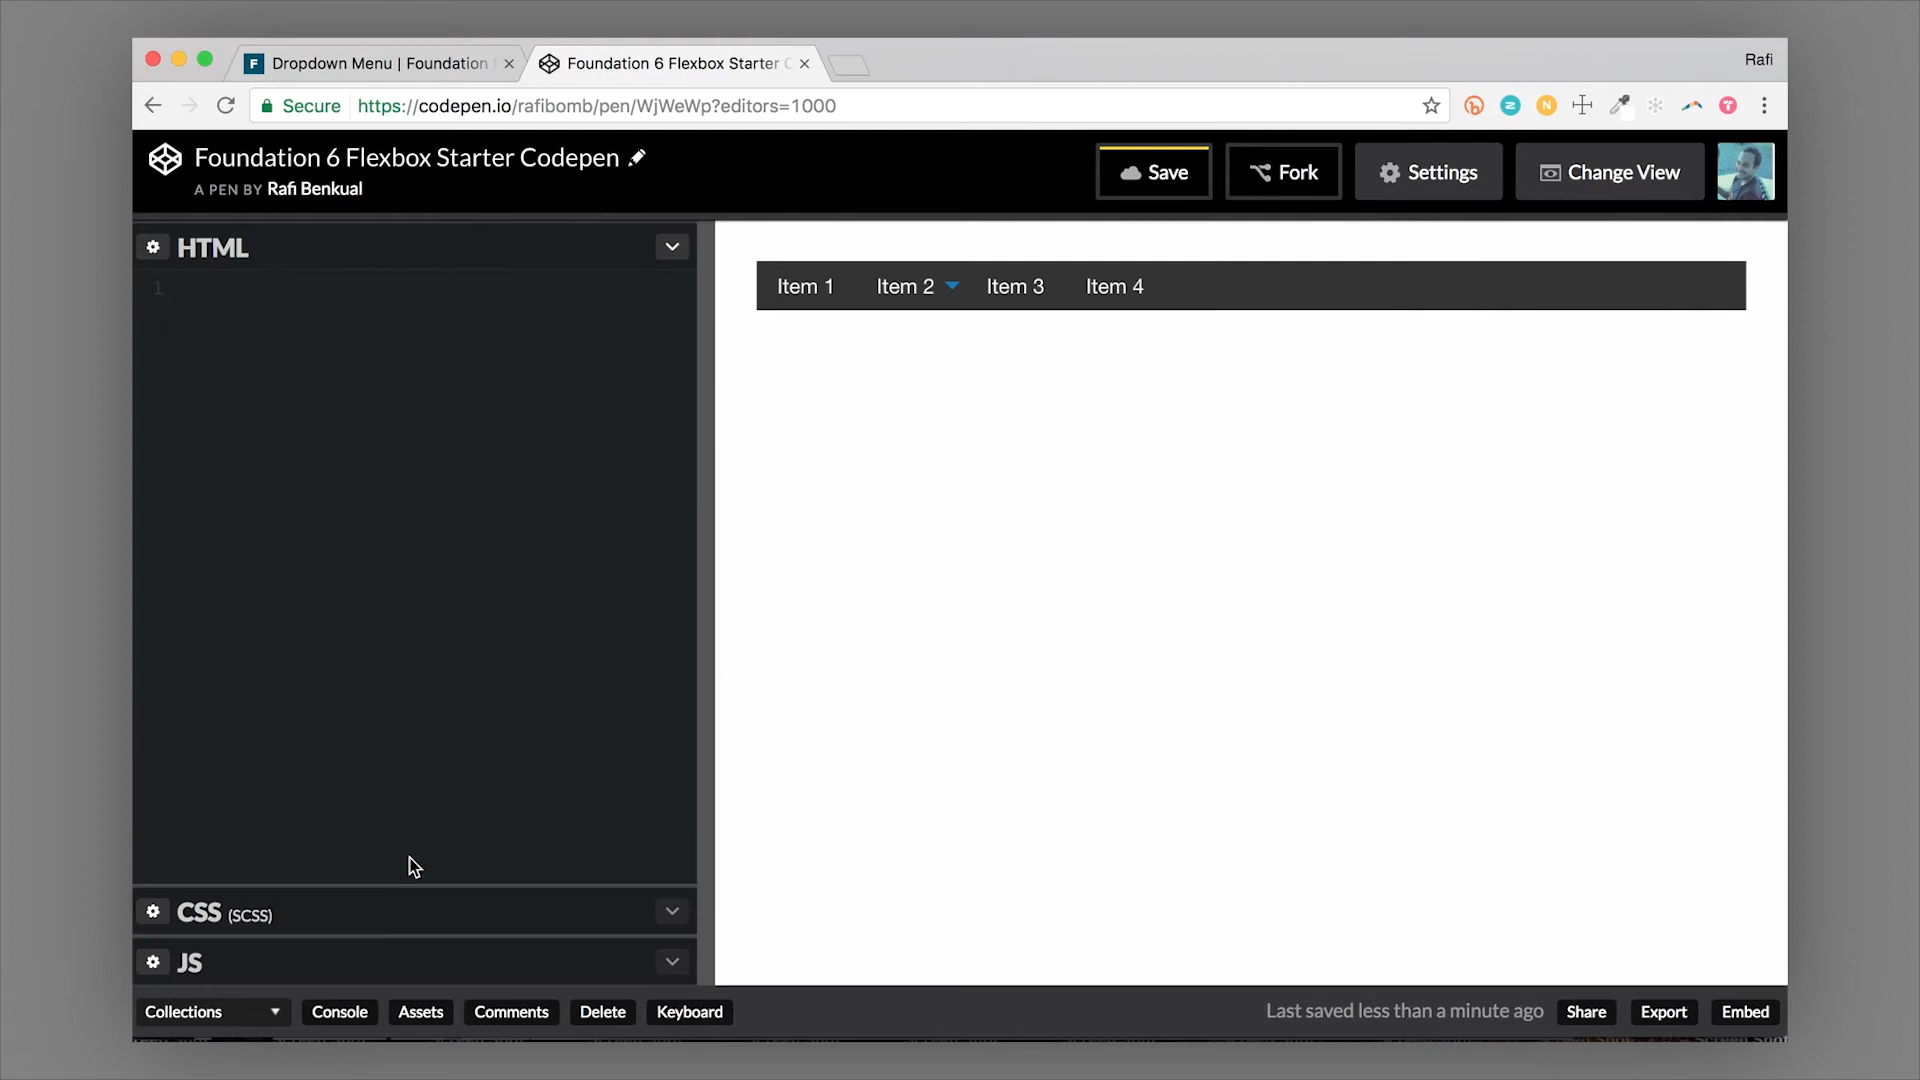 F Dropdown Menu | Foundation
Foundation 6 Flexbox Starter
Rafi
Secure https://codepen.io/rafibomb/pen/WjWeWp?editors=1000
Foundation 6 Flexbox Starter Codepen
A PEN BY Rafi Benkual
Save
Fork
Settings
Change View
HTML
1
Item 1 Item 2 Item 3 Item 4
CSS (SCSS)
JS
Collections Console Assets Comments Delete Keyboard
Last saved less than a minute ago Share Export Embed